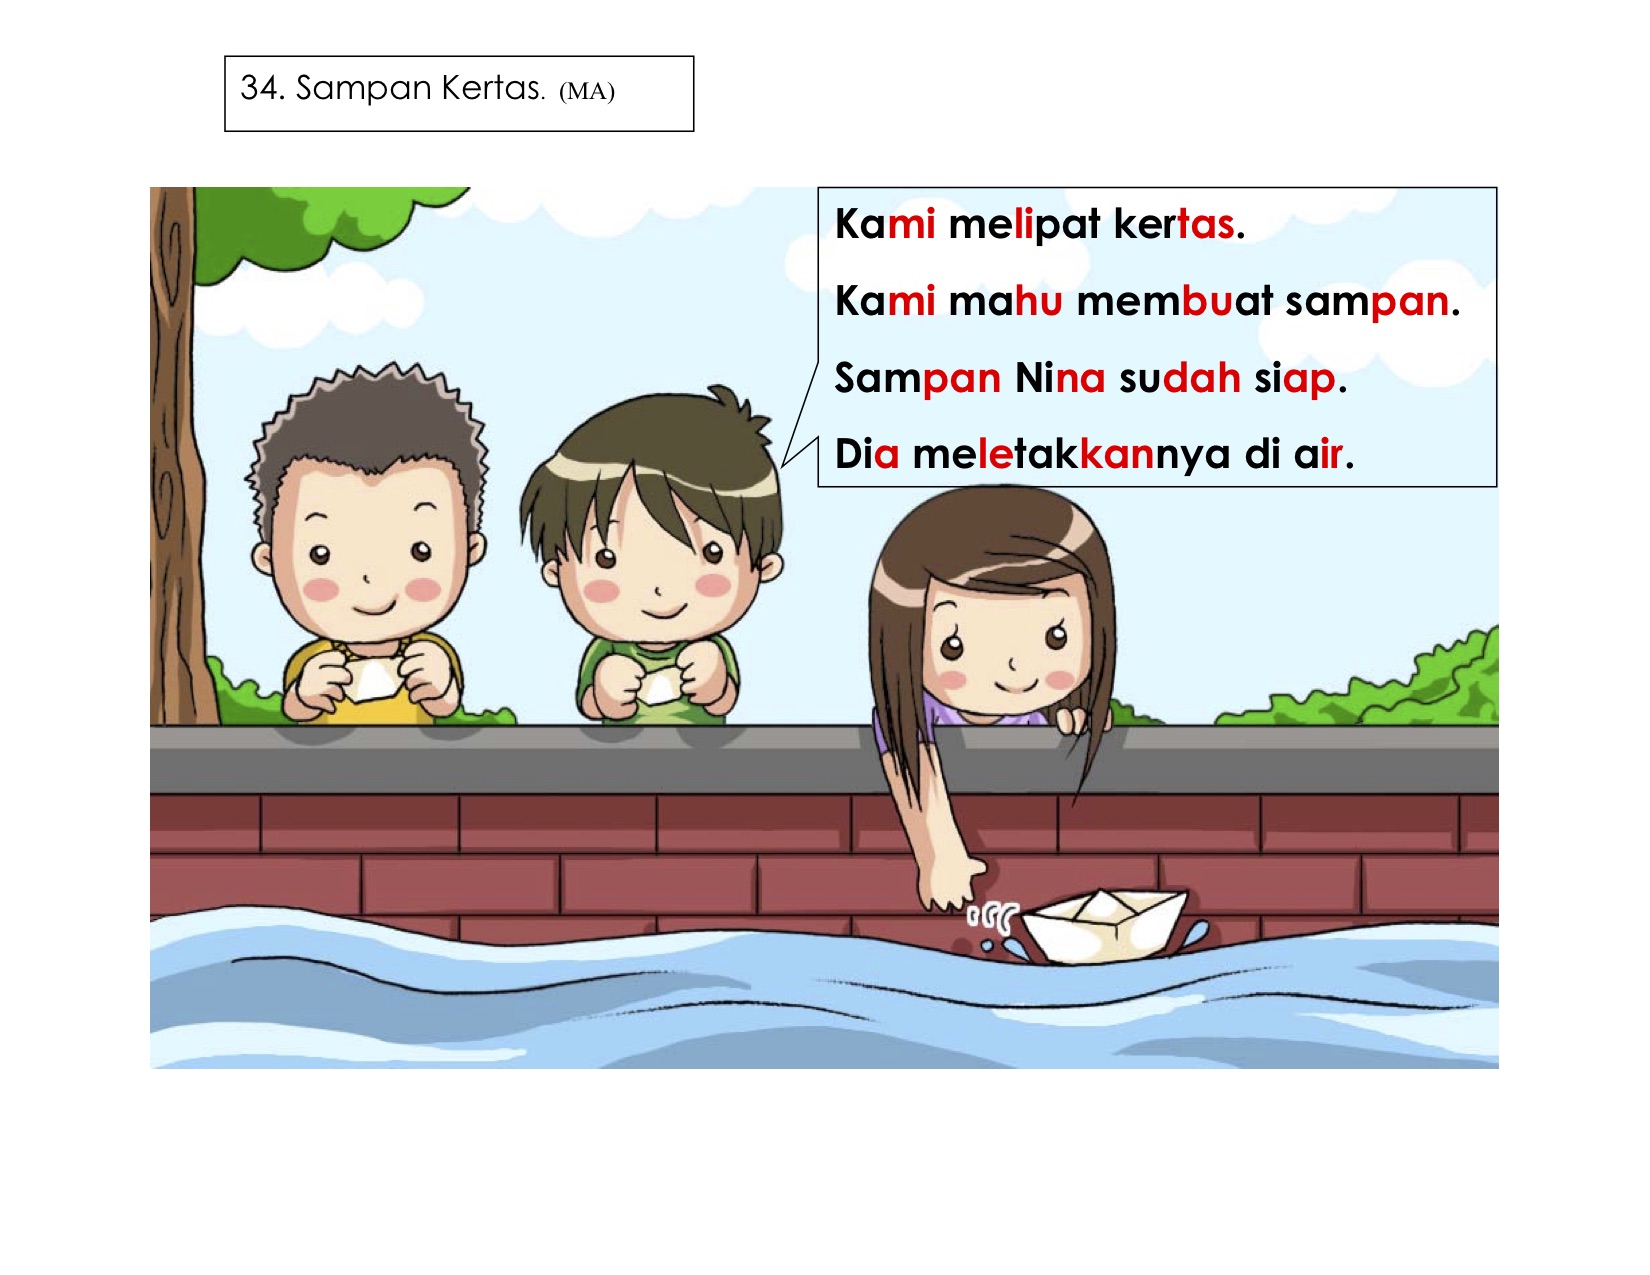 34. Sampan Kertas. (MA)
Kami melipat kertas.
Kami mahu membuat sampan.
Sampan Nina sudah siap.
Dia meletakkannya di air.